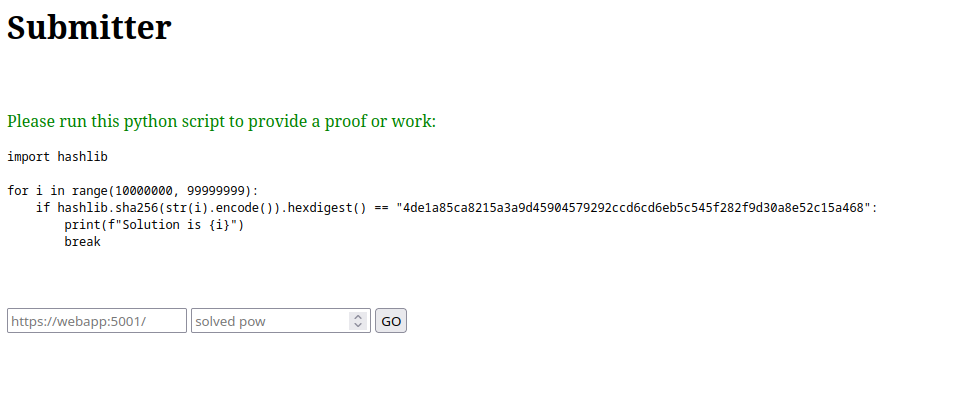 Submitter
Please run this python script to provide a proof or work:
import hashlib
for i in range(10000000, 99999999):
    if hashlib.sha256(str(i).encode()).hexdigest() == "4de1a85ca8215a3a9d45904579292ccd6cd6eb5c545f282f9d30a8e52c15a468":
        print(f"Solution is {i}")
        break
https://webapp:5001/ solved pow GO